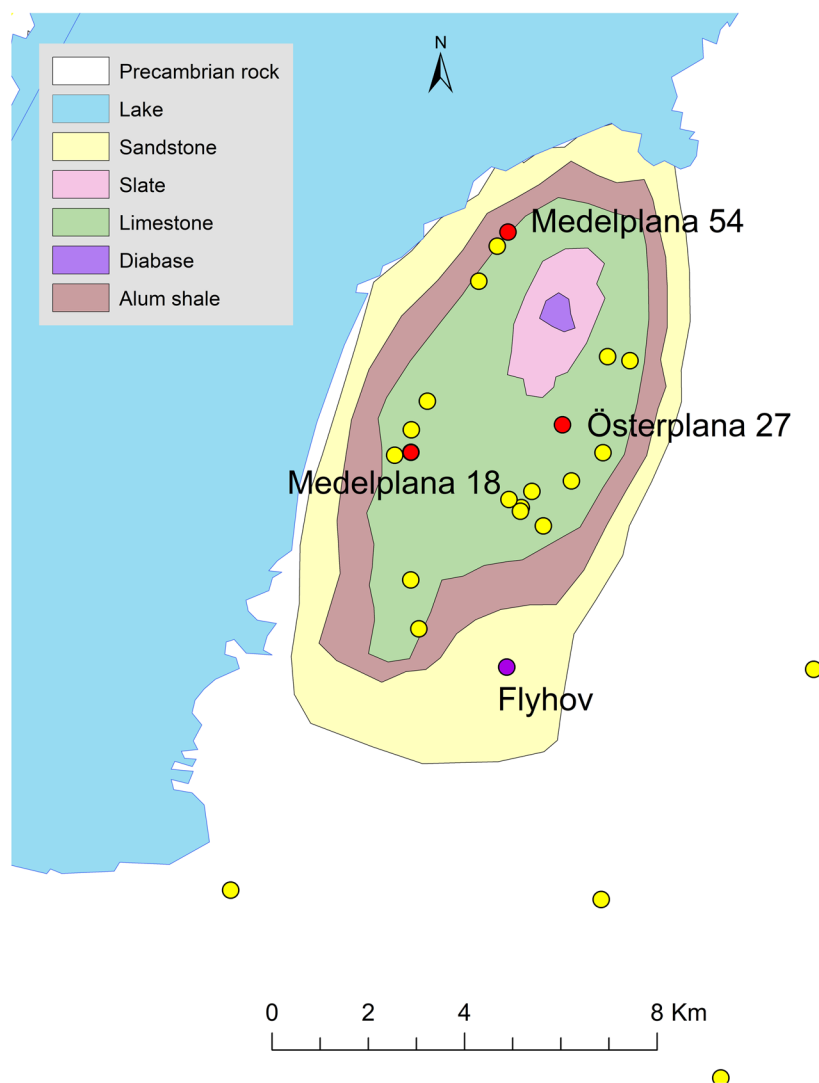 N
Precambrian rock
Lake
Sandstone
Slate
Limestone
Diabase
Alum shale
Medelplana 54
Österplana 27
Medelplana 18
Flyhov
0 2 4 8 Km